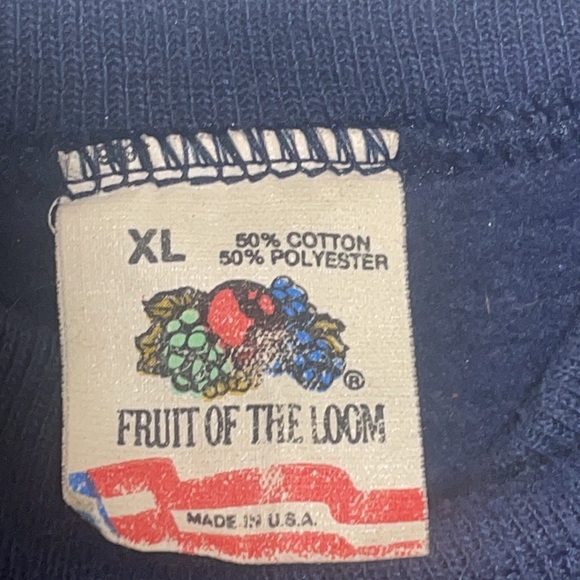 XL
50% COTTON
50% POLYESTER
®
FRUIT OF THE LOOM
MADE IN U.S.A.